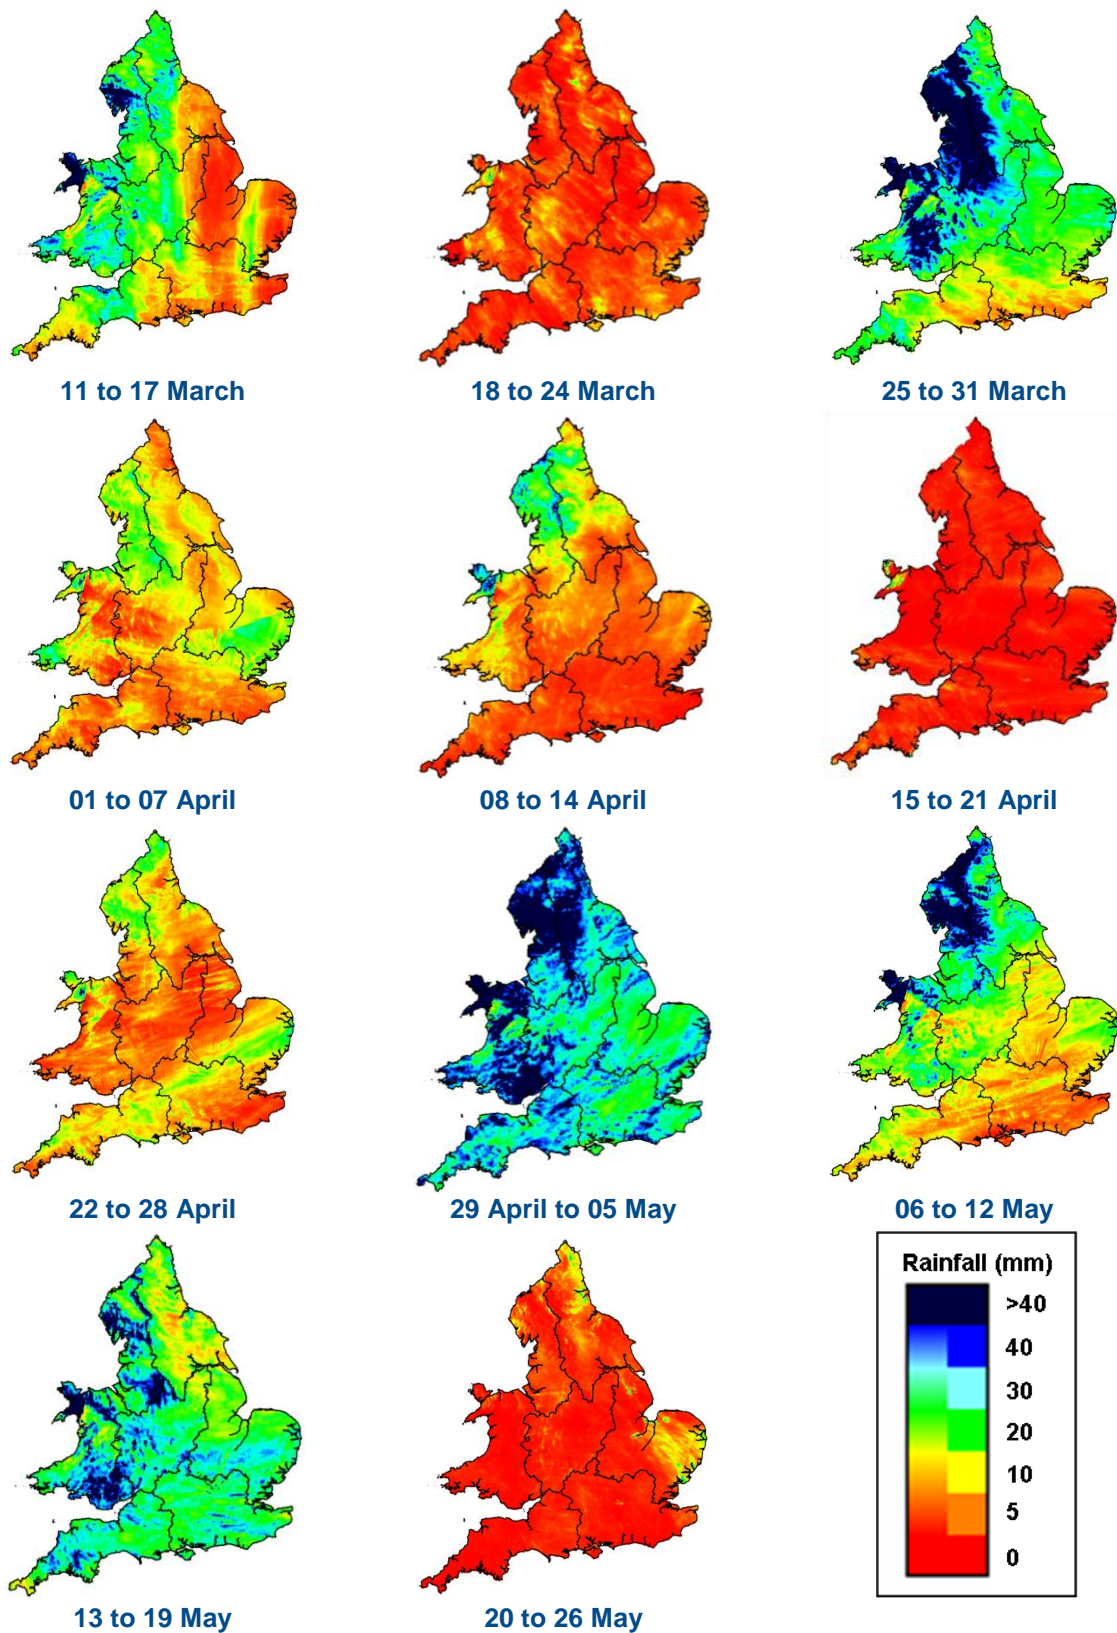 11 to 17 March
18 to 24 March
25 to 31 March
01 to 07 April
08 to 14 April
15 to 21 April
22 to 28 April
29 April to 05 May
06 to 12 May
Rainfall (mm)
>40
40
30
20
10
5
0
13 to 19 May
20 to 26 May